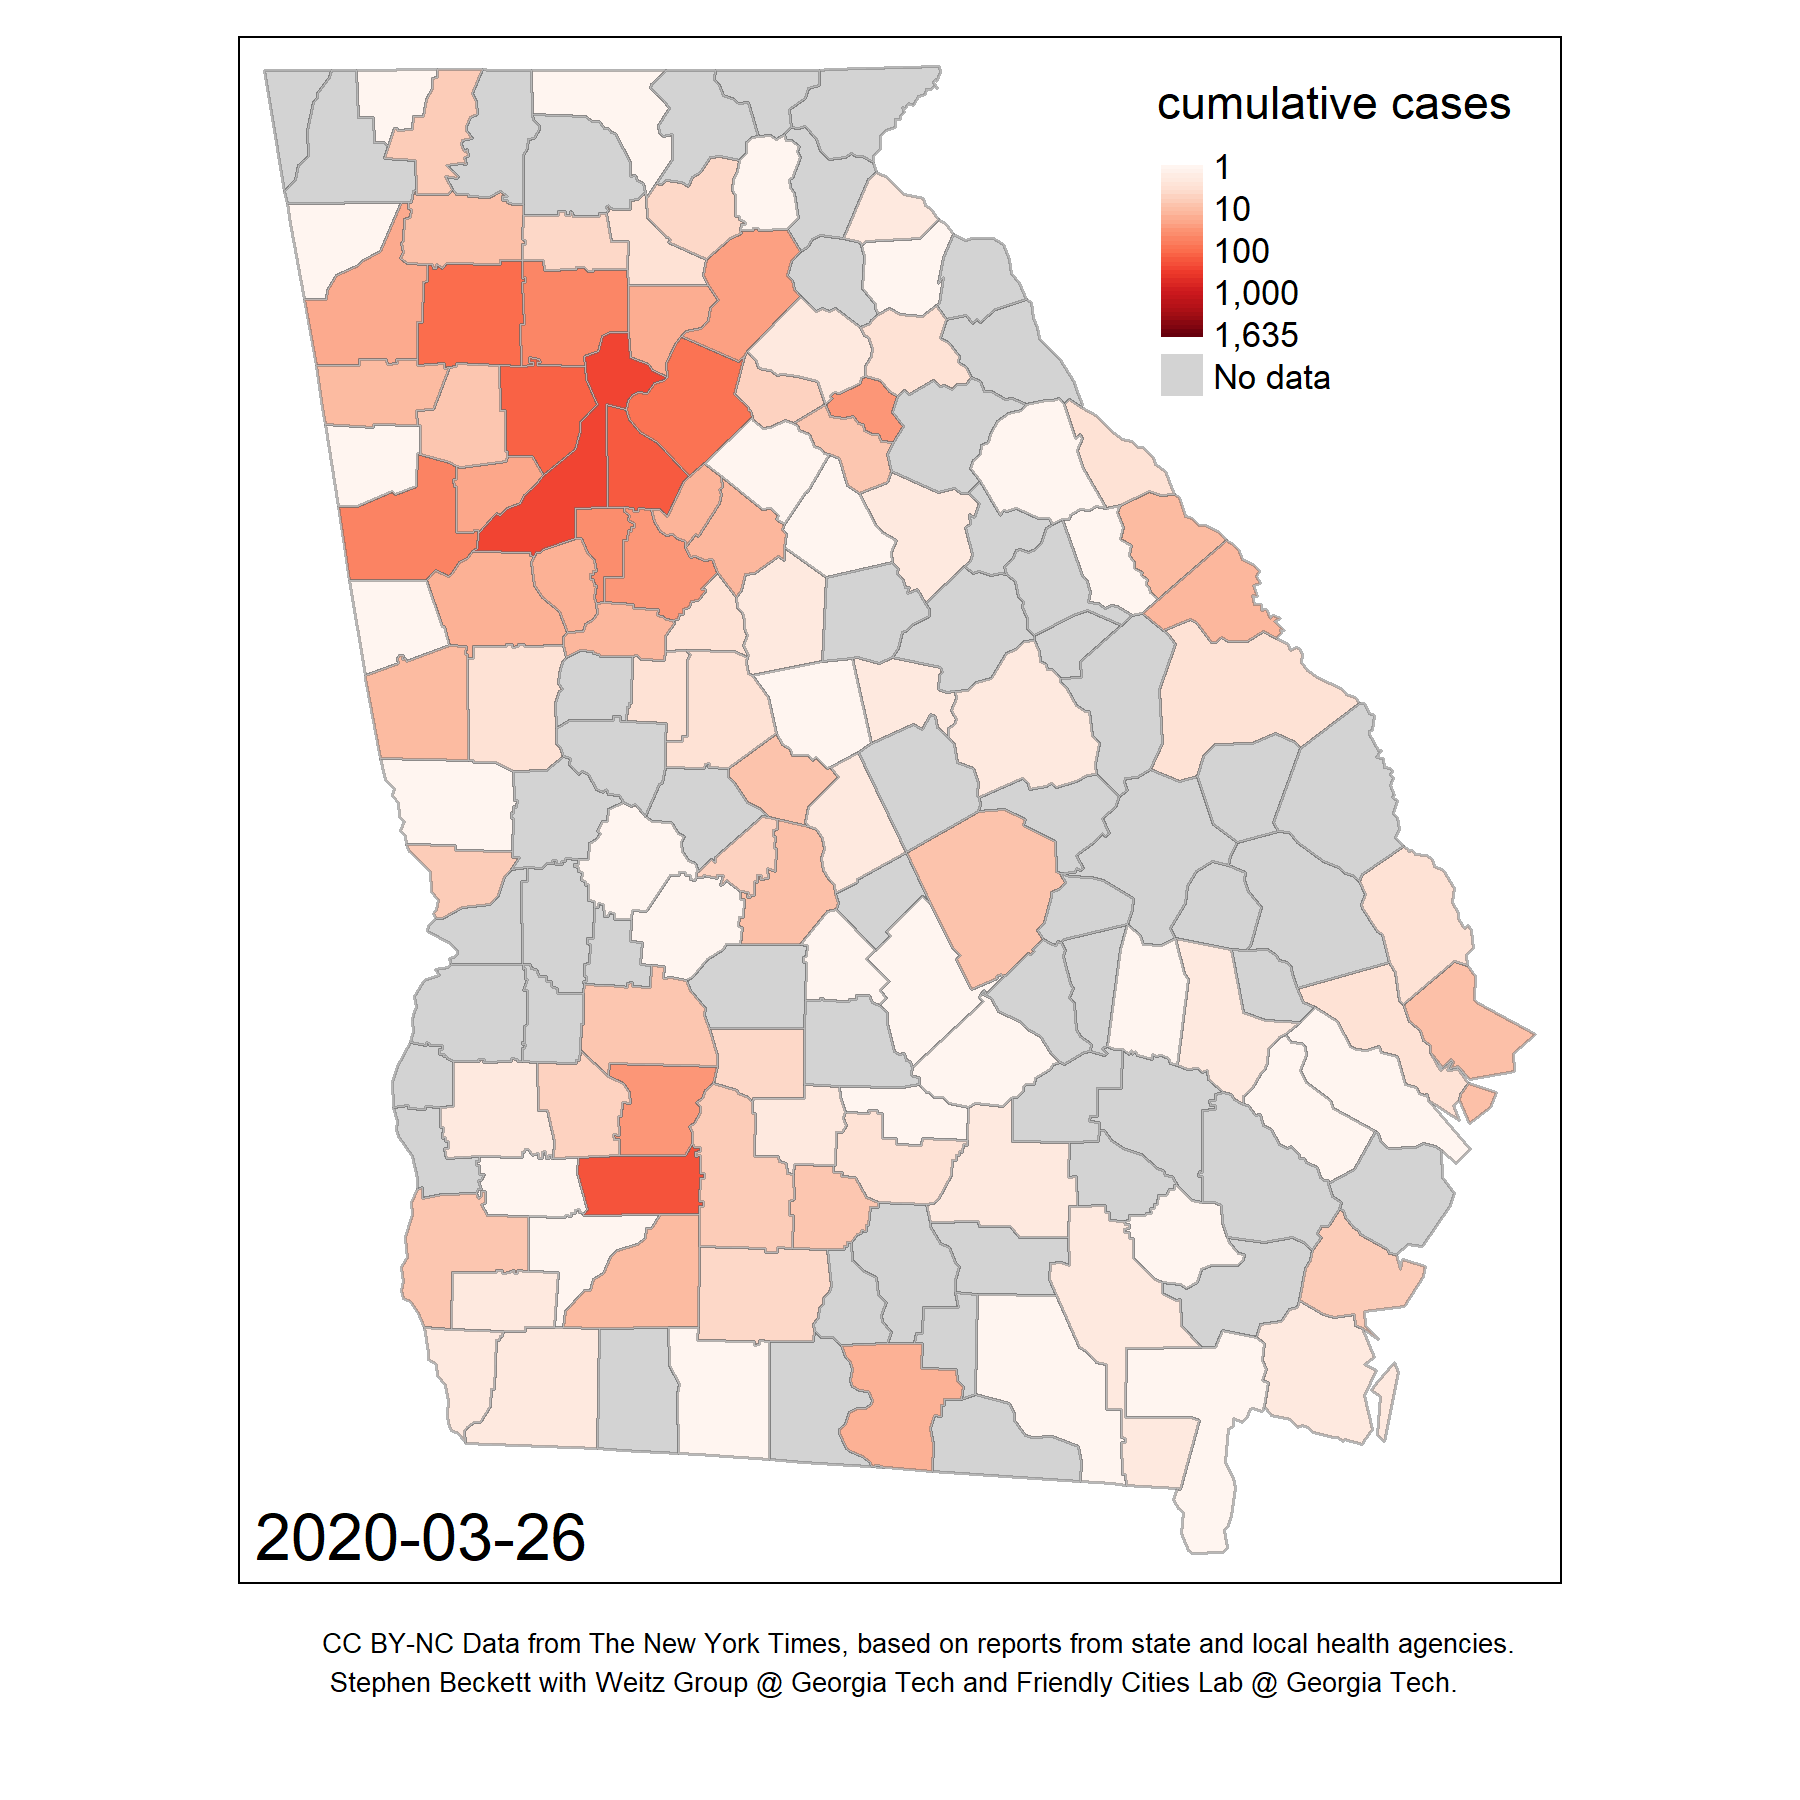 cumulative cases
1
10
100
1,000
1,635
No data
2020-03-26
CC BY-NC Data from The New York Times, based on reports from state and local health agencies.
Stephen Beckett with Weitz Group @ Georgia Tech and Friendly Cities Lab @ Georgia Tech.